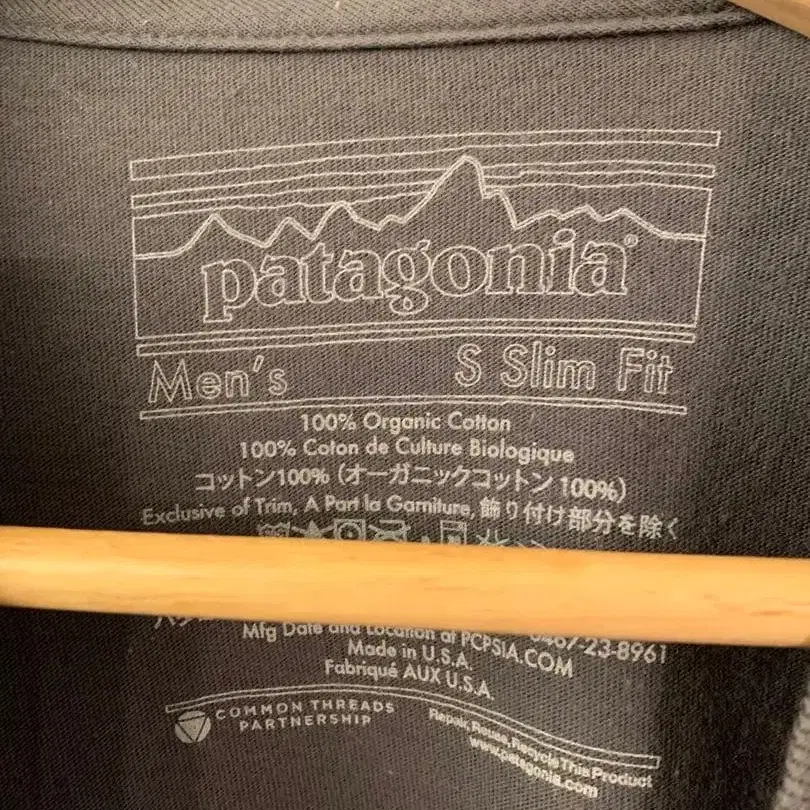 patagonia®
Men's S Slim Fit
100% Organic Cotton
100% Coton de Culture Biologique
コットン100% (オーガニックコットン 100%)
Exclusive of Trim, A Part la Garniture, 飾り付け部分を除く
Mfg Date and Location at PCPSIA.COM
0467-23-8961
Made in U.S.A.
Fabriqué AUX U.S.A.
COMMON THREADS
PARTNERSHIP
Repair, Reuse, Recycle This Product
www.patagonia.com